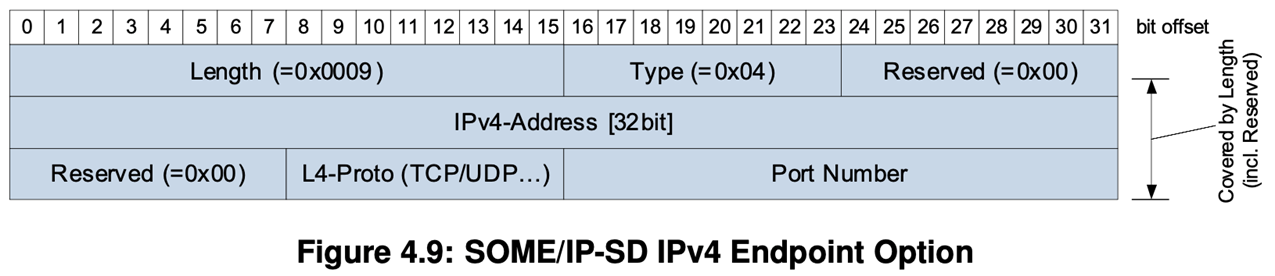 0 1 2 3 4 5 6 7 8 9 10 11 12 13 14 15 16 17 18 19 20 21 22 23 24 25 26 27 28 29 30 31 bit offset
Length (=0x0009) Type (=0x04) Reserved (=0x00)
IPv4-Address [32bit]
Reserved (=0x00) L4-Proto (TCP/UDP…) Port Number
Covered by Length
(incl. Reserved)
Figure 4.9: SOME/IP-SD IPv4 Endpoint Option